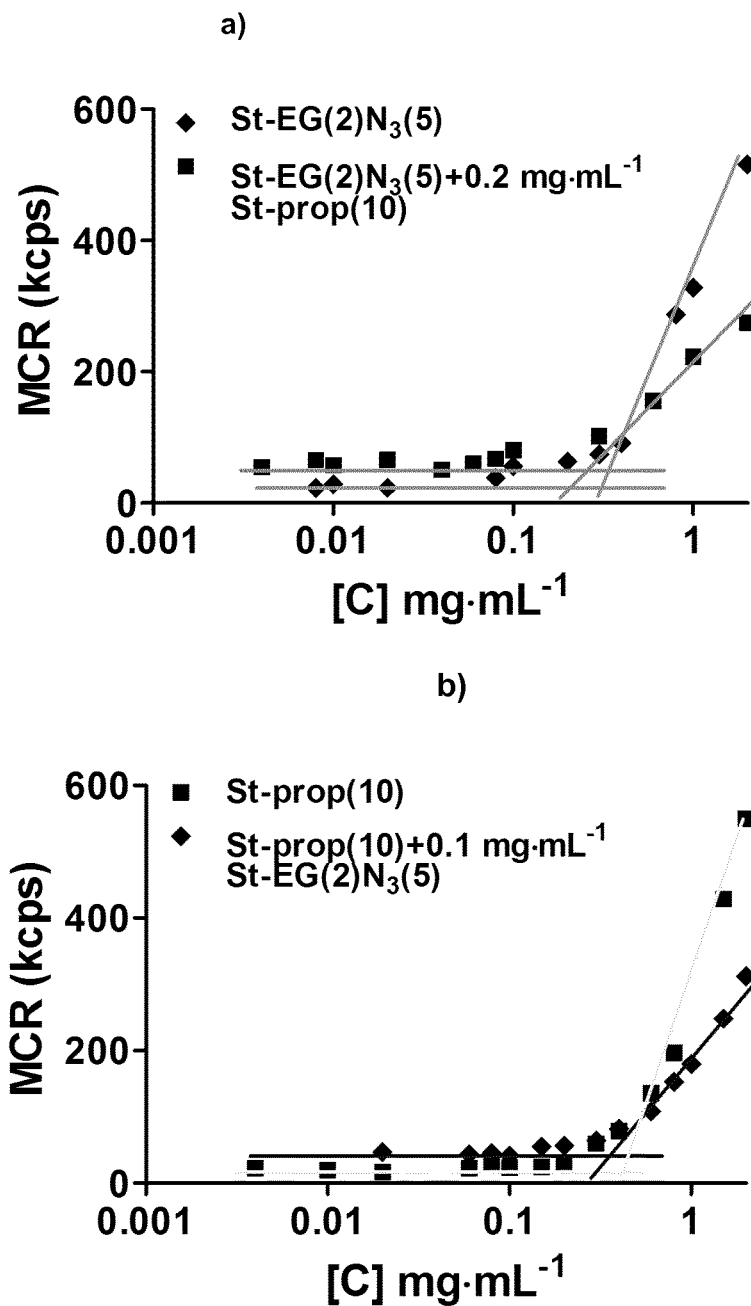 a)
600
400
200
0
MCR (kcps)
◆ St-EG(2)N₃(5)
■ St-EG(2)N₃(5)+0.2 mg·mL⁻¹
St-prop(10)
0.001 0.01 0.1 1
[C] mg·mL⁻¹
b)
600
400
200
0
MCR (kcps)
■ St-prop(10)
◆ St-prop(10)+0.1 mg·mL⁻¹
St-EG(2)N₃(5)
0.001 0.01 0.1 1
[C] mg·mL⁻¹